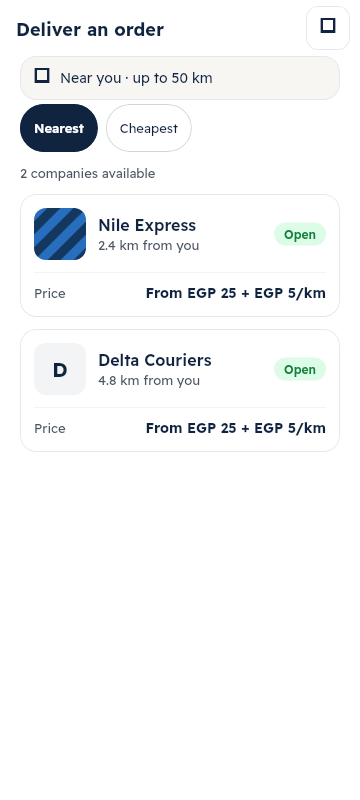 Deliver an order
Near you · up to 50 km
Nearest
Cheapest
2 companies available
Nile Express
2.4 km from you
Open
Price
From EGP 25 + EGP 5/km
D
Delta Couriers
4.8 km from you
Open
Price
From EGP 25 + EGP 5/km